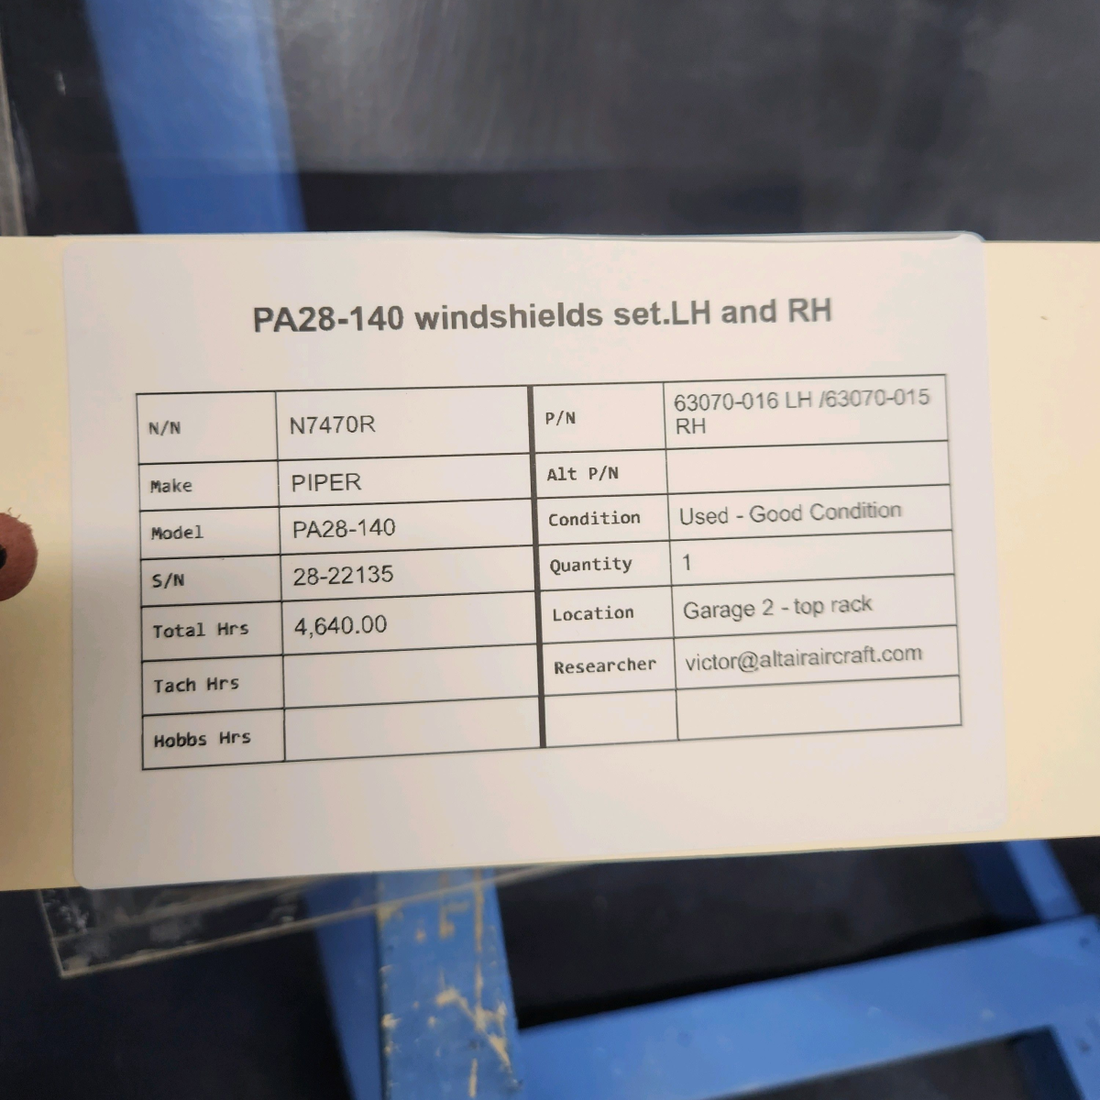 PA28-140 windshields set.LH and RH
N/N N7470R P/N 63070-016 LH /63070-015
RH
Make PIPER Alt P/N
Model PA28-140 Condition Used - Good Condition
S/N 28-22135 Quantity 1
Total Hrs 4,640.00 Location Garage 2 - top rack
Tach Hrs Researcher victor@altairaircraft.com
Hobbs Hrs